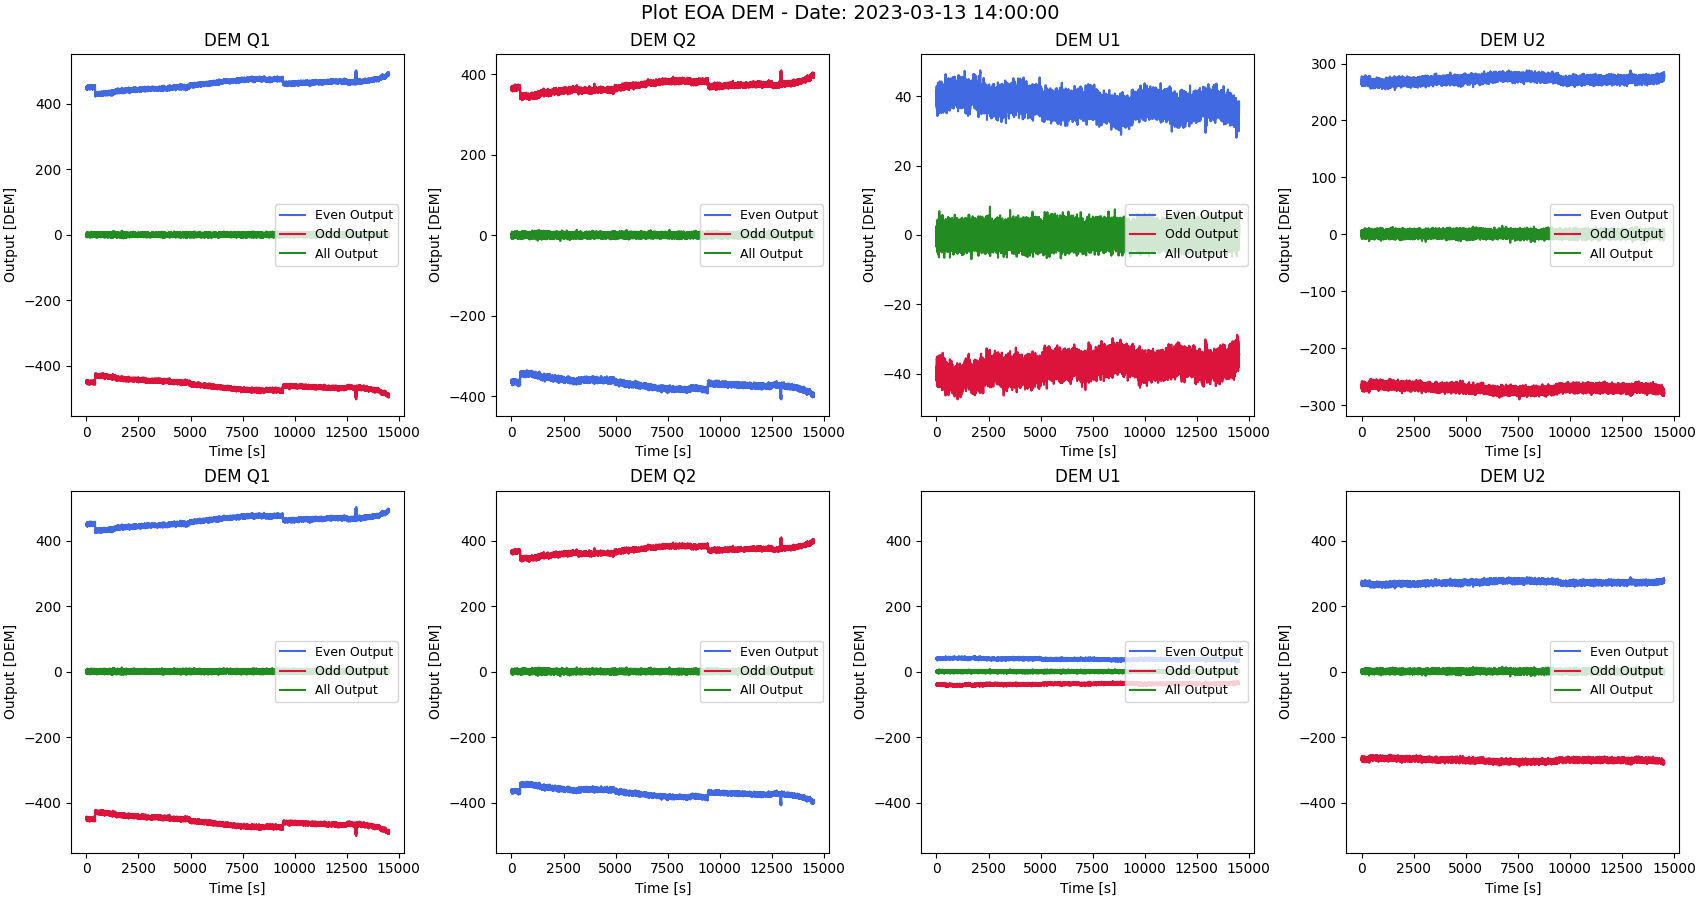 Plot EOA DEM - Date: 2023-03-13 14:00:00
DEM Q1
Output [DEM]
400
200
0
−200
−400
Even Output
Odd Output
All Output
0 2500 5000 7500 10000 12500 15000
Time [s]
DEM Q2
Output [DEM]
400
200
0
−200
−400
Even Output
Odd Output
All Output
0 2500 5000 7500 10000 12500 15000
Time [s]
DEM U1
Output [DEM]
40
20
0
−20
−40
Even Output
Odd Output
All Output
0 2500 5000 7500 10000 12500 15000
Time [s]
DEM U2
Output [DEM]
300
200
100
0
−100
−200
−300
Even Output
Odd Output
All Output
0 2500 5000 7500 10000 12500 15000
Time [s]
DEM Q1
Output [DEM]
400
200
0
−200
−400
Even Output
Odd Output
All Output
0 2500 5000 7500 10000 12500 15000
Time [s]
DEM Q2
Output [DEM]
400
200
0
−200
−400
Even Output
Odd Output
All Output
0 2500 5000 7500 10000 12500 15000
Time [s]
DEM U1
Output [DEM]
400
200
0
−200
−400
Even Output
Odd Output
All Output
0 2500 5000 7500 10000 12500 15000
Time [s]
DEM U2
Output [DEM]
400
200
0
−200
−400
Even Output
Odd Output
All Output
0 2500 5000 7500 10000 12500 15000
Time [s]